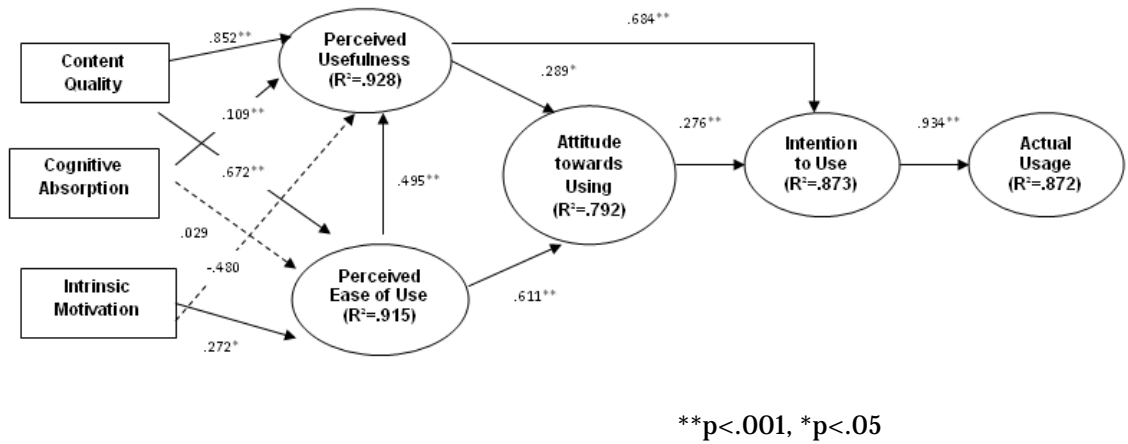 .852**
Perceived
Usefulness
(R²=.928)
.684**
Content
Quality
.109**
.289*
Cognitive
Absorption
.672**
.495**
Attitude
towards
Using
(R²=.792)
.276**
Intention
to Use
(R²=.873)
.934**
Actual
Usage
(R²=.872)
.029
-.480
Intrinsic
Motivation
.272*
Perceived
Ease of Use
(R²=.915)
.611**
**p<.001, *p<.05